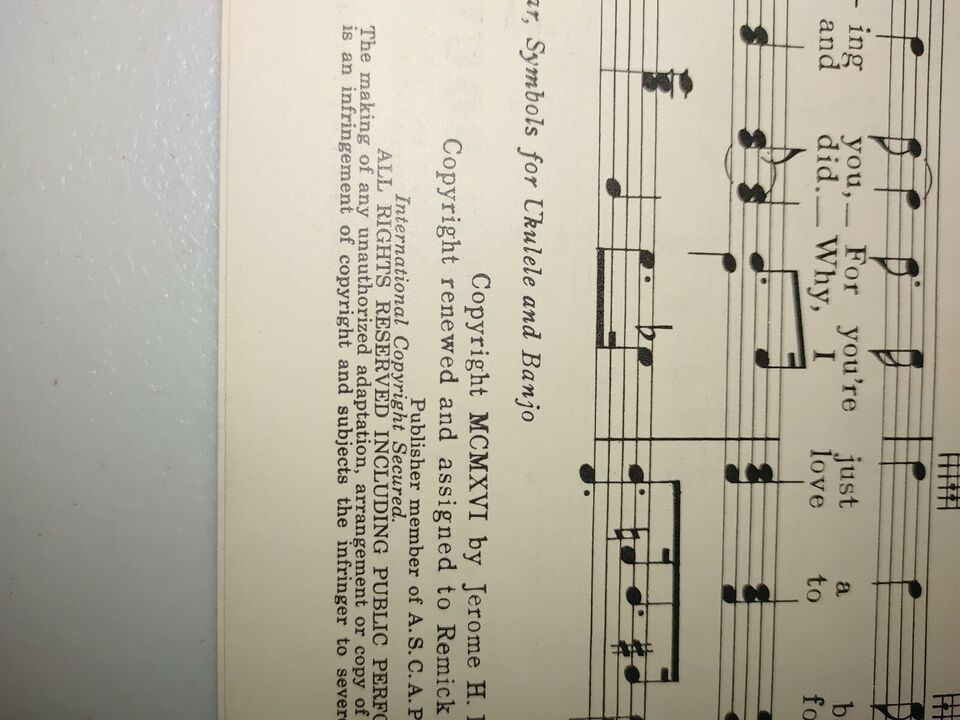 - ing you,— For you're just a
and did.— Why, I love to
Symbols for Ukulele and Banjo
Copyright MCMXVI by Jerome H.
Copyright renewed and assigned to Remick
Publisher member of A.S.C.A.P
International Copyright Secured.
ALL RIGHTS RESERVED INCLUDING PUBLIC
The making of any unauthorized adaptation, arrangement or copy of
is an infringement of copyright and subjects the infringer to